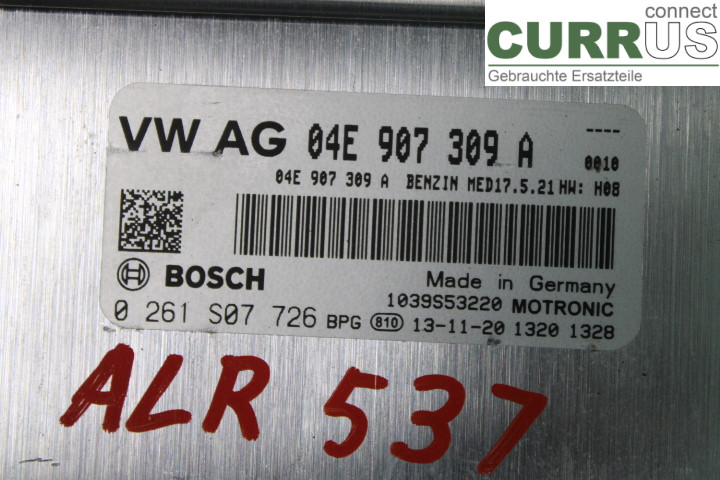 connect
CURRUS
Gebrauchte Ersatzteile
VW AG 04E 907 309 A ----
0010
04E 907 309 A BENZIN MED17.5.21 HW: H08
BOSCH
Made in Germany
1039S53220 MOTRONIC
0 261 S07 726 BPG 810 13-11-20 1320 1328
ALR 537